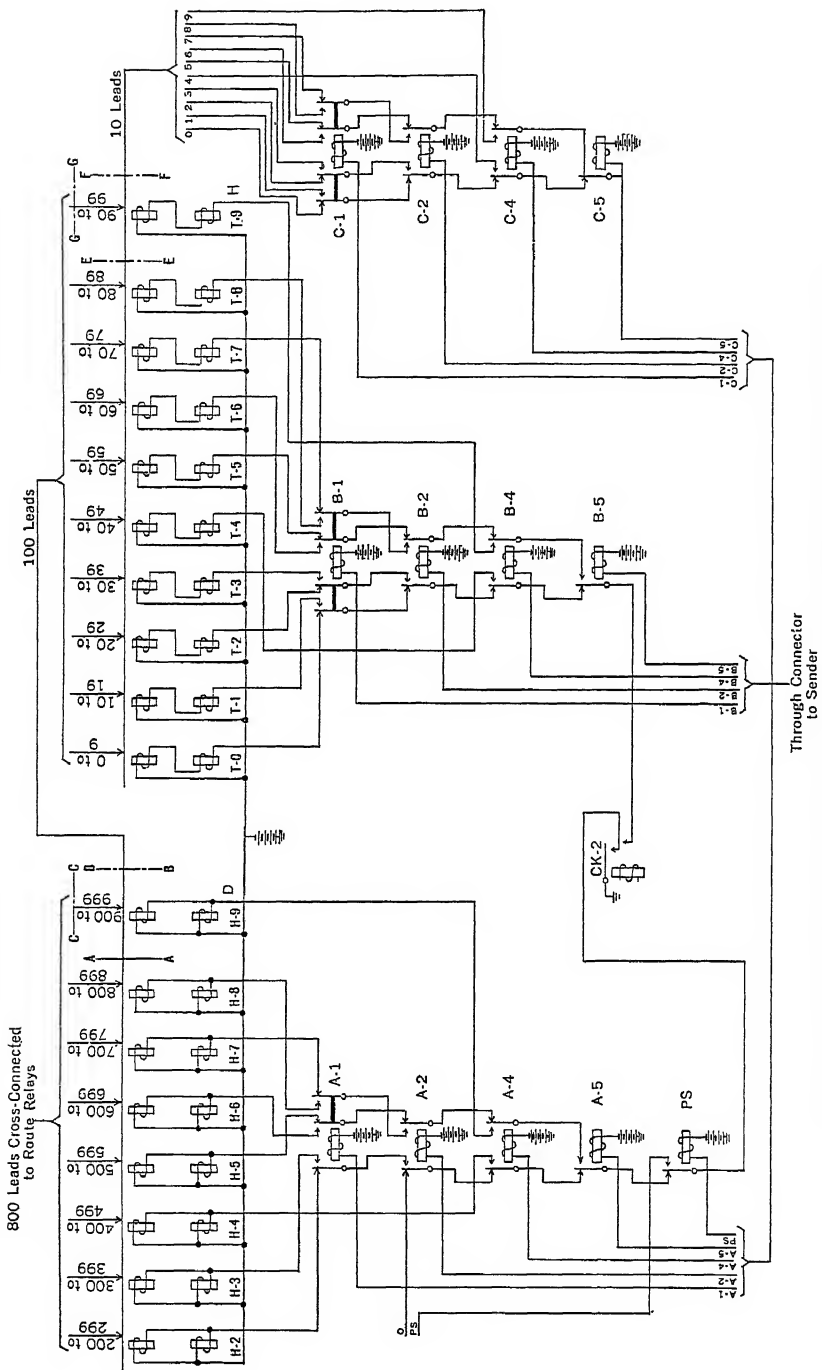 10 Leads
0 1 2 3 4 5 6 7 8 9
100 Leads
800 Leads Cross-Connected
to Route Relays
200 to 299
300 to 399
400 to 499
500 to 599
600 to 699
700 to 799
800 to 899
900 to 999
0 to 9
10 to 19
20 to 29
30 to 39
40 to 49
50 to 59
60 to 69
70 to 79
80 to 89
90 to 99
A A
C C
B B
E E
G G
F F
D
H
H-2
H-3
H-4
H-5
H-6
H-7
H-8
H-9
T-0
T-1
T-2
T-3
T-4
T-5
T-6
T-7
T-8
T-9
A-1
A-2
A-4
A-5
PS
B-1
B-2
B-4
B-5
C-1
C-2
C-4
C-5
CK-2
0
PS
A-1
A-2
A-4
A-5
PS
B-1
B-2
B-4
B-5
C-1
C-2
C-4
C-5
Through Connector
to Sender